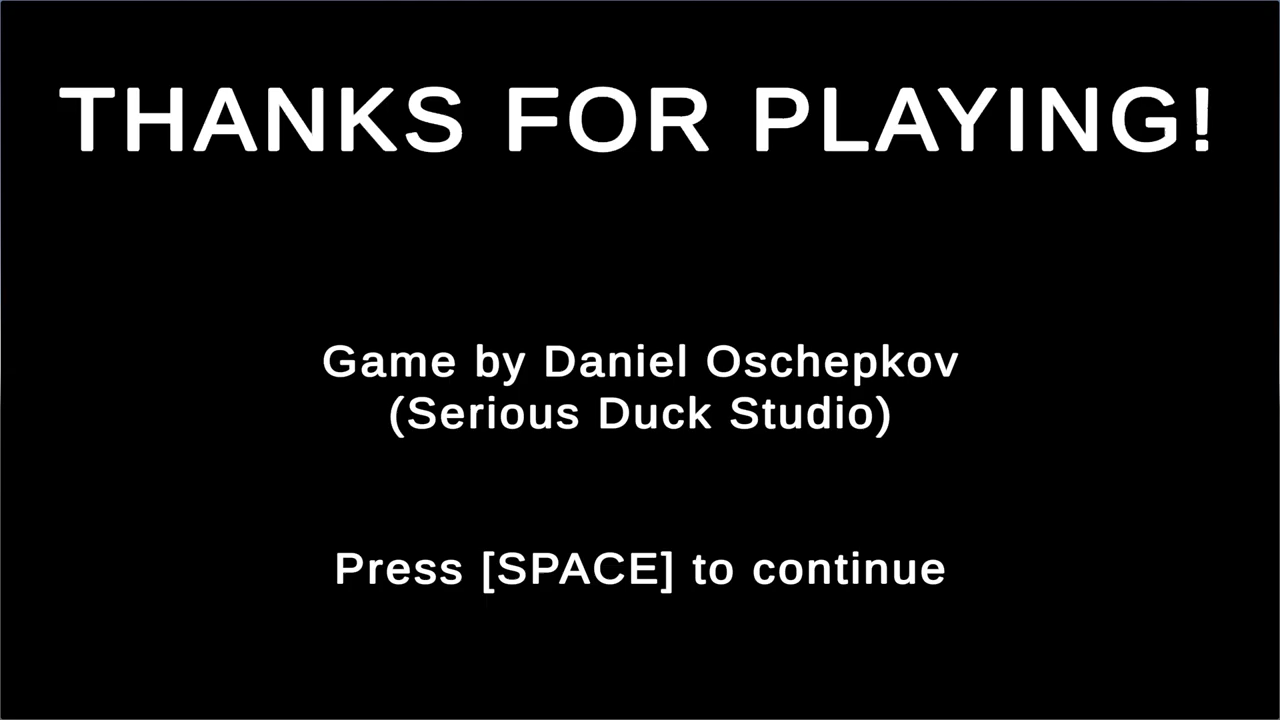 THANKS FOR PLAYING!
Game by Daniel Oschepkov
(Serious Duck Studio)
Press [SPACE] to continue